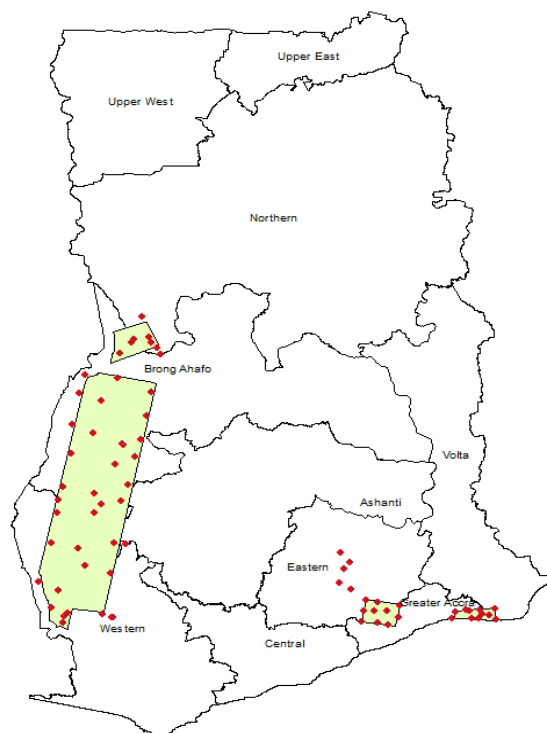 Upper East
Upper West
Northern
Brong Ahafo
Volta
Ashanti
Eastern
Greater Accra
Western
Central